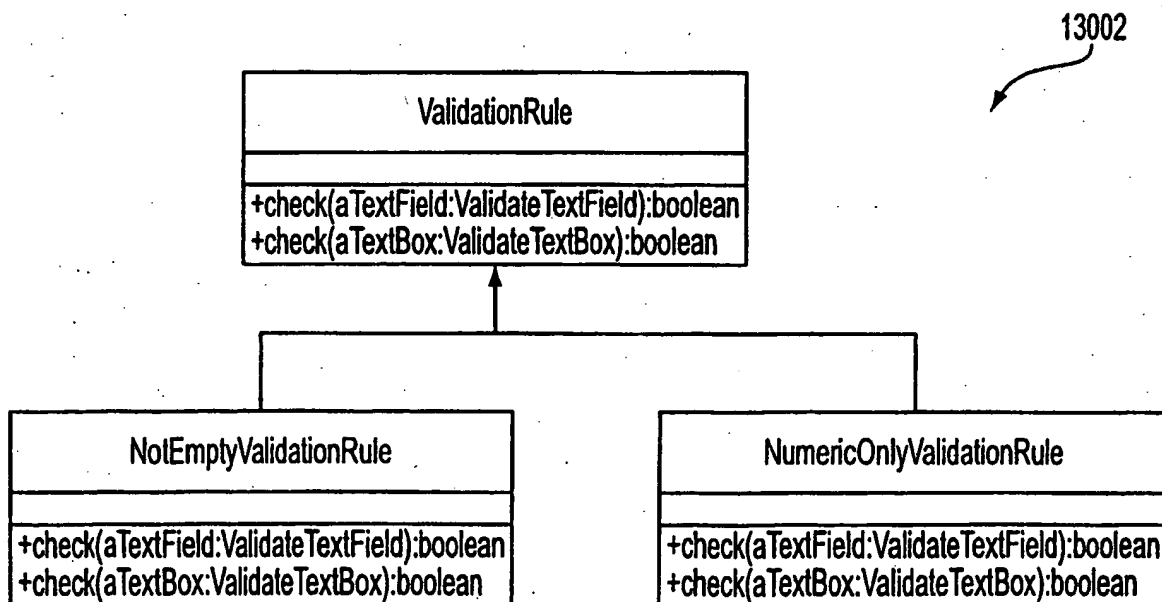 13002
ValidationRule
+check(aTextField:ValidateTextField):boolean
+check(aTextBox:ValidateTextBox):boolean
NotEmptyValidationRule
+check(aTextField:ValidateTextField):boolean
+check(aTextBox:ValidateTextBox):boolean
NumericOnlyValidationRule
+check(aTextField:ValidateTextField):boolean
+check(aTextBox:ValidateTextBox):boolean